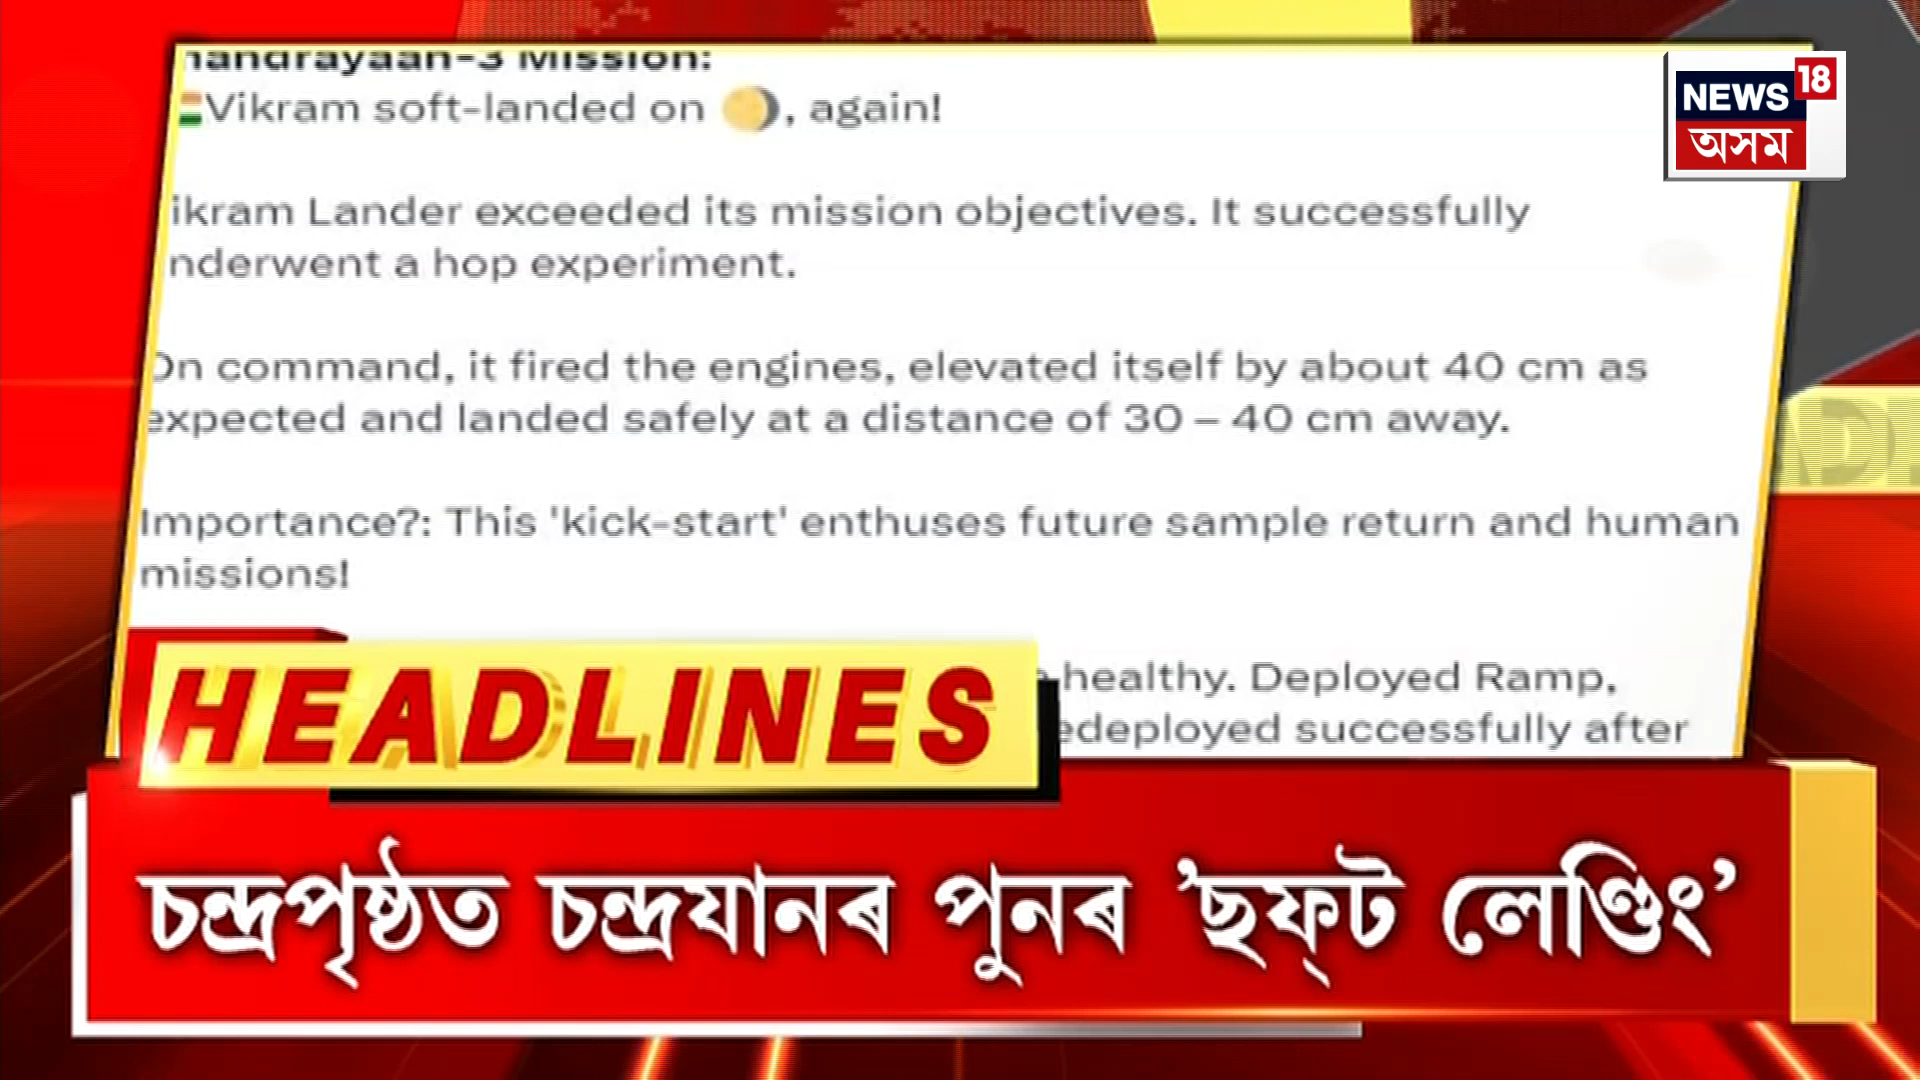 handrayaan-3 Mission:
Vikram soft-landed on 🌖, again!
NEWS 18
অসম
ikram Lander exceeded its mission objectives. It successfully
nderwent a hop experiment.
On command, it fired the engines, elevated itself by about 40 cm as
expected and landed safely at a distance of 30 – 40 cm away.
Importance?: This 'kick-start' enthuses future sample return and human
missions!
healthy. Deployed Ramp,
edeployed successfully after
HEADLINES
চন্দ্ৰপৃষ্ঠত চন্দ্ৰযানৰ পুনৰ 'ছফ্ট লেণ্ডিং'